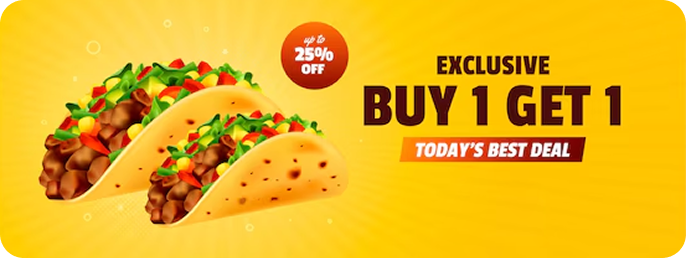 up to
25%
OFF
EXCLUSIVE
BUY 1 GET 1
TODAY'S BEST DEAL